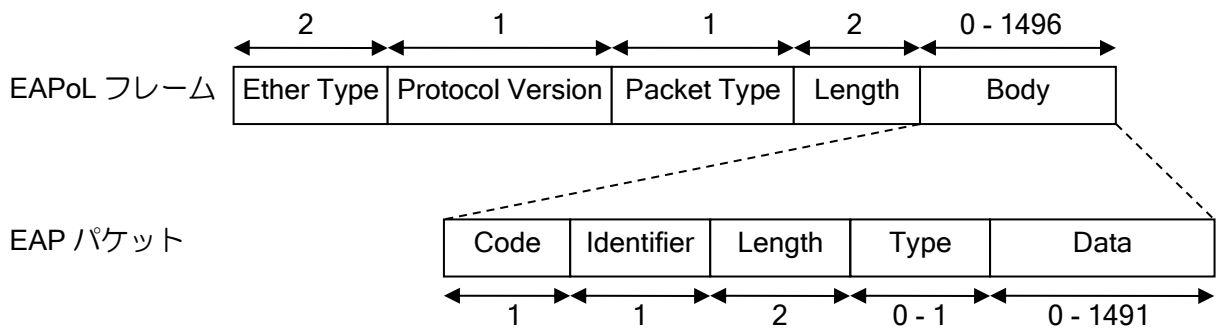 2 1 1 2 0 - 1496
EAPoL フレーム Ether Type Protocol Version Packet Type Length Body
EAP パケット Code Identifier Length Type Data
1 1 2 0 - 1 0 - 1491